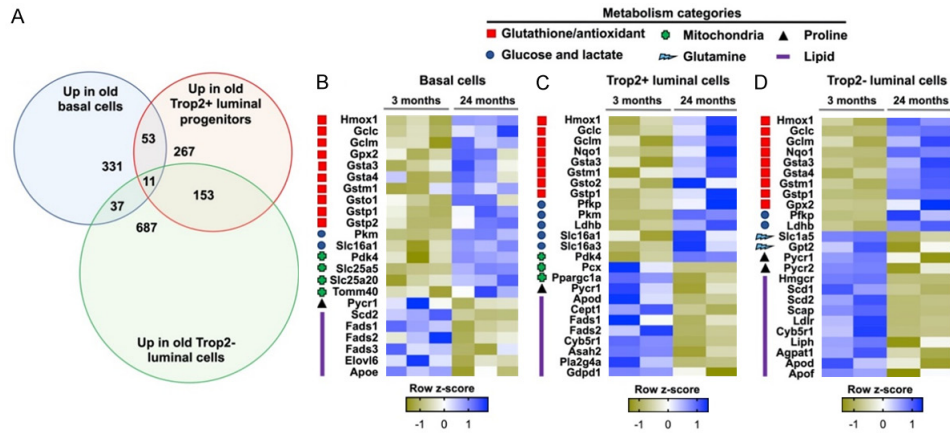 A
Metabolism categories
Glutathione/antioxidant Mitochondria Proline
Glucose and lactate Glutamine Lipid
Up in old
basal cells
Up in old
Trop2+ luminal
progenitors
53
331
267
11
37
153
687
Up in old Trop2-
luminal cells
B
Basal cells
3 months 24 months
Hmox1
Gclc
Gclm
Gpx2
Gsta3
Gsta4
Gstm1
Gsto1
Gstp1
Gstp2
Pkm
Slc16a1
Pdk4
Slc25a5
Slc25a20
Tomm40
Pycr1
Scd2
Fads1
Fads2
Fads3
Elovl6
Apoe
Row z-score
-1 0 1
C
Trop2+ luminal cells
3 months 24 months
Hmox1
Gclc
Gclm
Nqo1
Gsta3
Gstm1
Gsto2
Gstp1
Pfkp
Pkm
Ldhb
Slc16a1
Slc16a3
Pdk4
Pcx
Ppargc1a
Pycr1
Apod
Cept1
Fads1
Fads2
Cyb5r1
Asah2
Pla2g4a
Gdpd1
Row z-score
-1 0 1
D
Trop2- luminal cells
3 months 24 months
Hmox1
Gclc
Gclm
Nqo1
Gsta3
Gsta4
Gstm1
Gstp1
Gpx2
Pfkp
Ldhb
Slc1a5
Gpt2
Pycr1
Pycr2
Hmgcr
Scd1
Scd2
Scap
Ldlr
Cyb5r1
Liph
Agpat1
Apod
Apof
Row z-score
-1 0 1